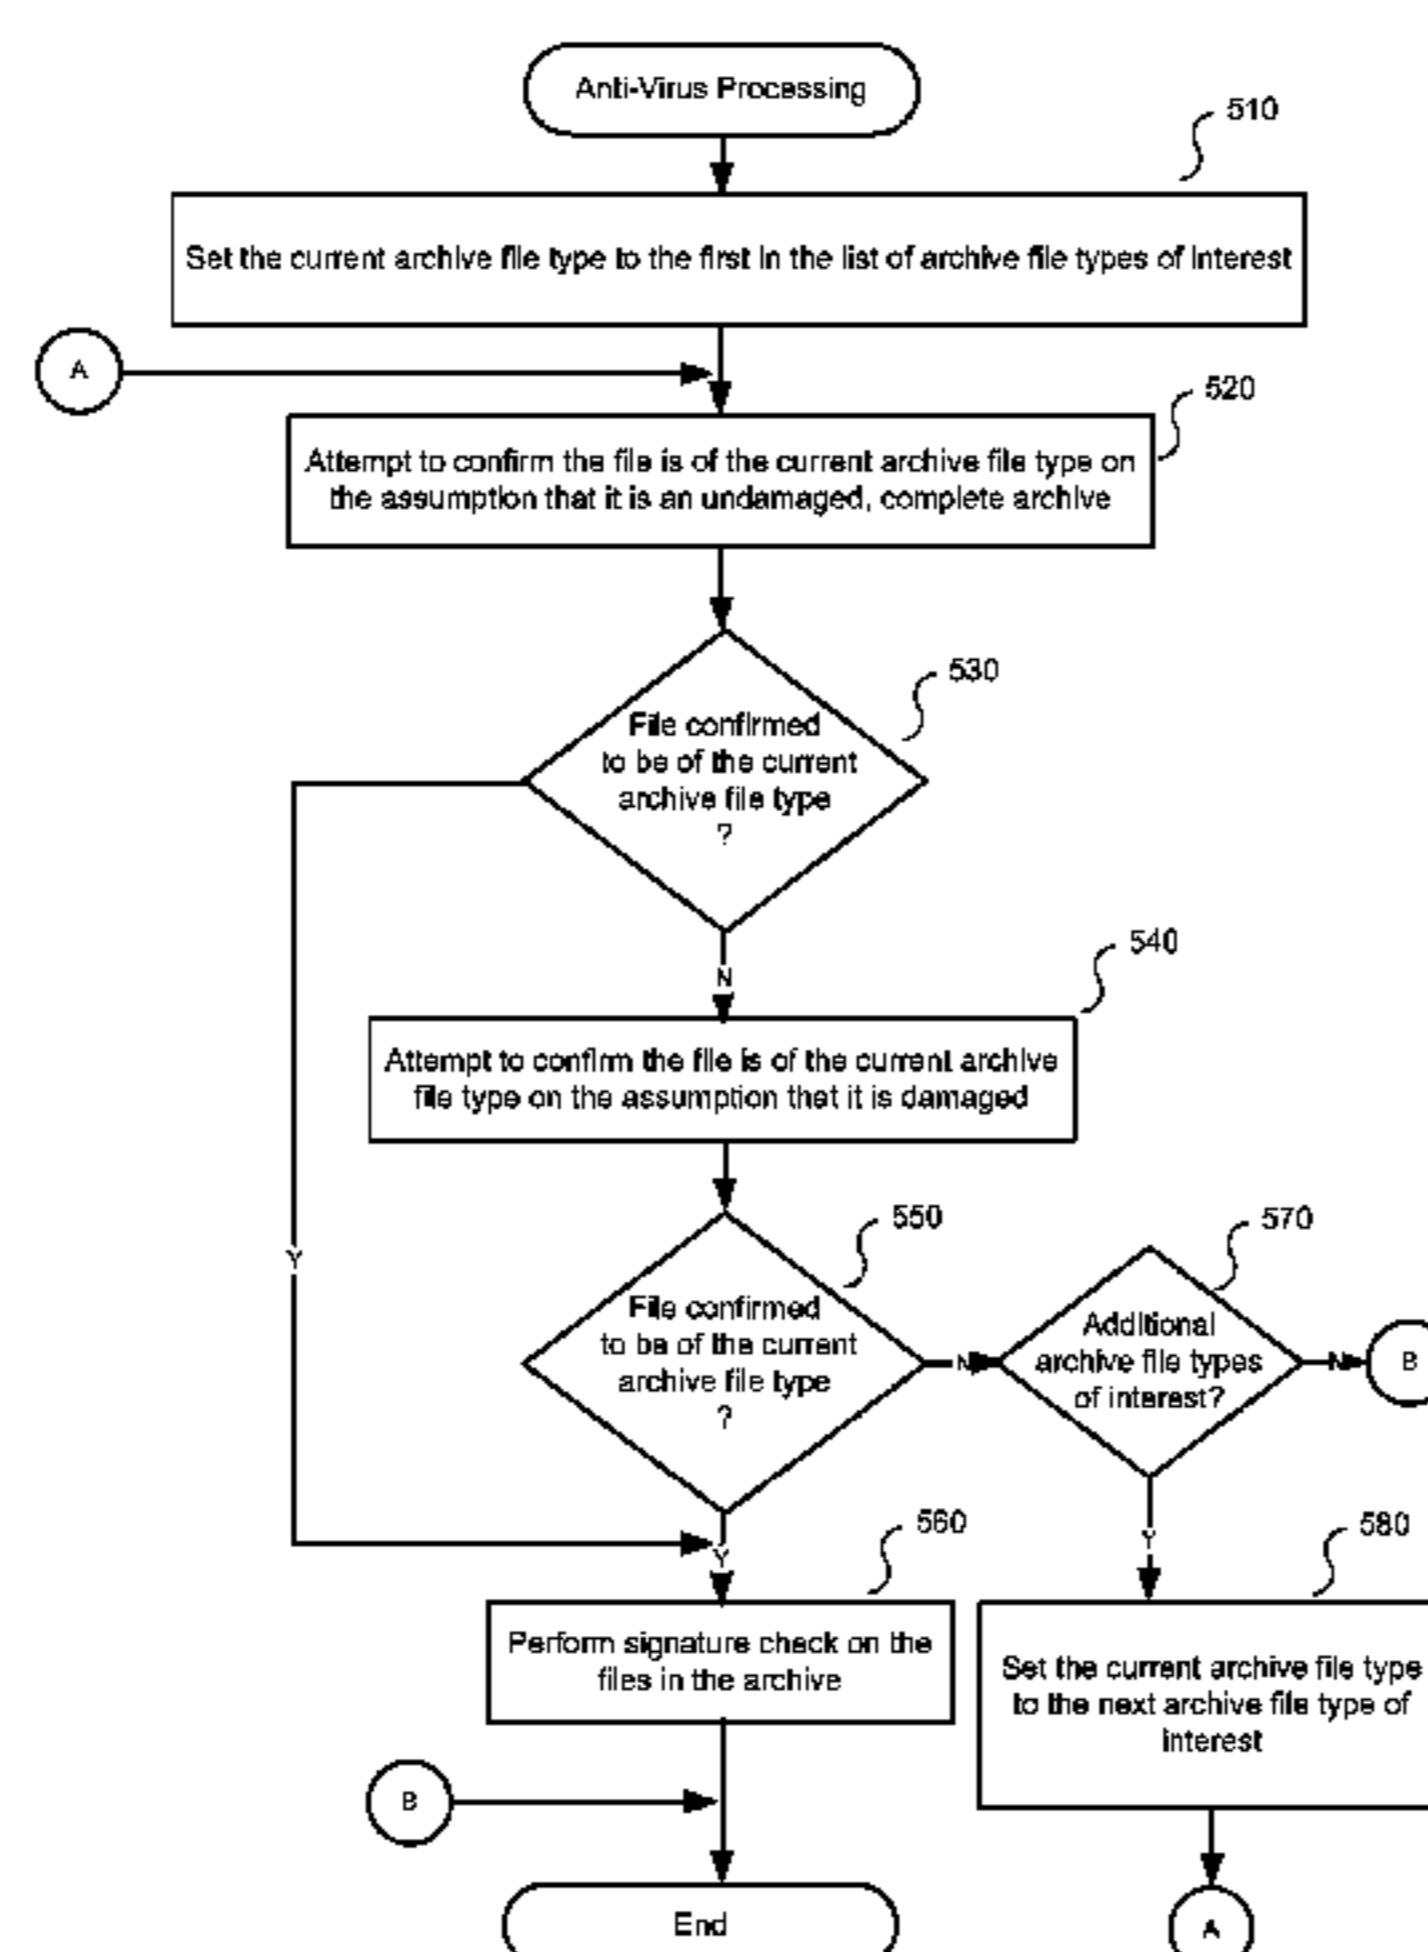 Anti-Virus Processing
510
Set the current archive file type to the first in the list of archive file types of interest
A
520
Attempt to confirm the file is of the current archive file type on
the assumption that it is an undamaged, complete archive
530
File confirmed
to be of the current
archive file type
?
N
540
Attempt to confirm the file is of the current archive
file type on the assumption that it is damaged
Y
550
File confirmed
to be of the current
archive file type
?
N
570
Additional
archive file types
of interest?
N
B
Y
560
Perform signature check on the
files in the archive
Y
580
Set the current archive file type
to the next archive file type of
interest
B
End
A